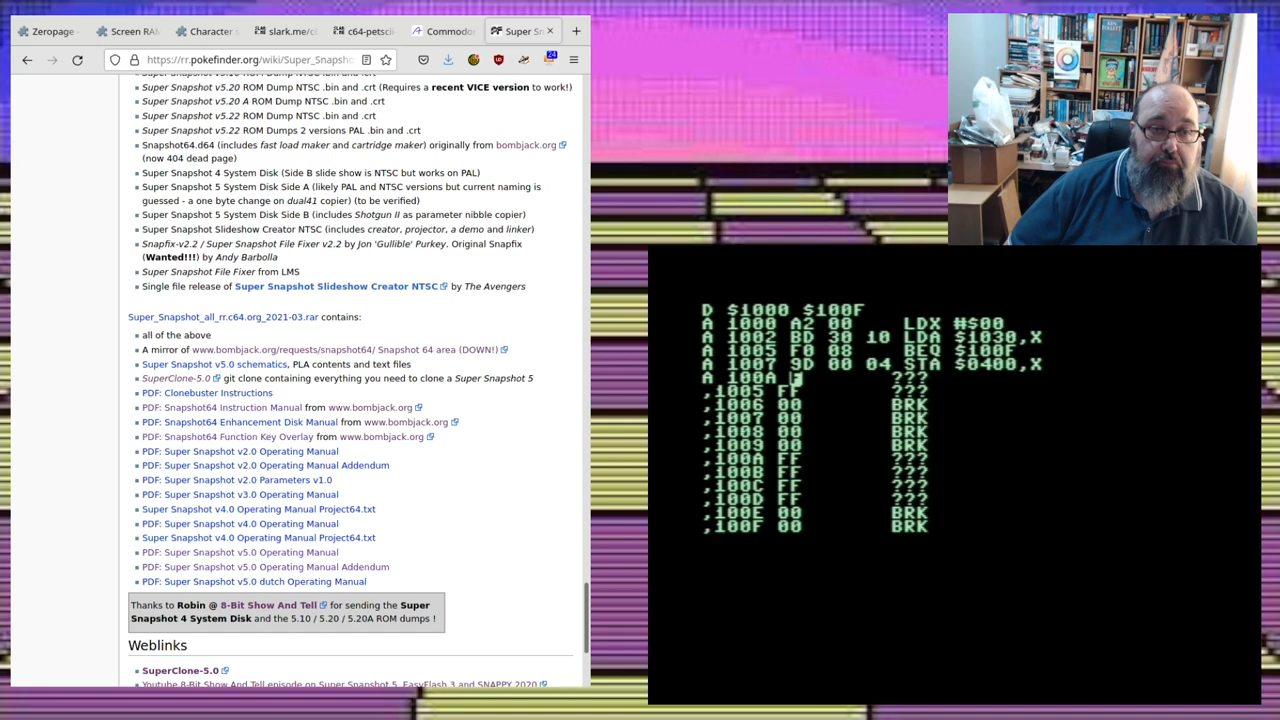 Zeropage
Screen RA
Character s
slark.me/c
c64-petsci
Commodo
Super Sn
https://rr.pokefinder.org/wiki/Super_Snapsho
24
Super Snapshot v5.20 ROM Dump NTSC .bin and .crt (Requires a recent VICE version to work!)
Super Snapshot v5.20 A ROM Dump NTSC .bin and .crt
Super Snapshot v5.22 ROM Dump NTSC .bin and .crt
Super Snapshot v5.22 ROM Dumps 2 versions PAL .bin and .crt
Snapshot64.d64 (includes fast load maker and cartridge maker) originally from bombjack.org
(now 404 dead page)
Super Snapshot 4 System Disk (Side B slide show is NTSC but works on PAL)
Super Snapshot 5 System Disk Side A (likely PAL and NTSC versions but current naming is
guessed - a one byte change on dual41 copier) (to be verified)
Super Snapshot 5 System Disk Side B (includes Shotgun II as parameter nibble copier)
Super Snapshot Slideshow Creator NTSC (includes creator, projector, a demo and linker)
Snapfix-v2.2 / Super Snapshot File Fixer v2.2 by Jon 'Gullible' Purkey. Original Snapfix
(Wanted!!!) by Andy Barbolla
Super Snapshot File Fixer from LMS
Single file release of Super Snapshot Slideshow Creator NTSC by The Avengers
Super_Snapshot_all_rr.c64.org_2021-03.rar contains:
all of the above
A mirror of www.bombjack.org/requests/snapshot64/ Snapshot 64 area (DOWN!)
Super Snapshot v5.0 schematics, PLA contents and text files
SuperClone-5.0 git clone containing everything you need to clone a Super Snapshot 5
PDF: Clonebuster Instructions
PDF: Snapshot64 Instruction Manual from www.bombjack.org
PDF: Snapshot64 Enhancement Disk Manual from www.bombjack.org
PDF: Snapshot64 Function Key Overlay from www.bombjack.org
PDF: Super Snapshot v2.0 Operating Manual
PDF: Super Snapshot v2.0 Operating Manual Addendum
PDF: Super Snapshot v2.0 Parameters v1.0
PDF: Super Snapshot v3.0 Operating Manual
Super Snapshot v4.0 Operating Manual Project64.txt
PDF: Super Snapshot v4.0 Operating Manual
Super Snapshot v4.0 Operating Manual Project64.txt
PDF: Super Snapshot v5.0 Operating Manual
PDF: Super Snapshot v5.0 Operating Manual Addendum
PDF: Super Snapshot v5.0 dutch Operating Manual
Thanks to Robin @ 8-Bit Show And Tell for sending the Super
Snapshot 4 System Disk and the 5.10 / 5.20 / 5.20A ROM dumps !
Weblinks
SuperClone-5.0
Youtube 8-Bit Show And Tell episode on Super Snapshot 5, EasyFlash 3 and SNAPPY 2020
D $1000 $100F
A 1000 A2 00 LDX #$00
A 1002 BD 30 10 LDA $1030,X
A 1005 F0 08 BEQ $100F
A 1007 9D 00 04 STA $0400,X
A 100A F ???
,1005 FF ???
,1006 00 BRK
,1007 00 BRK
,1008 00 BRK
,1009 00 BRK
,100A FF ???
,100B FF ???
,100C FF ???
,100D FF ???
,100E 00 BRK
,100F 00 BRK